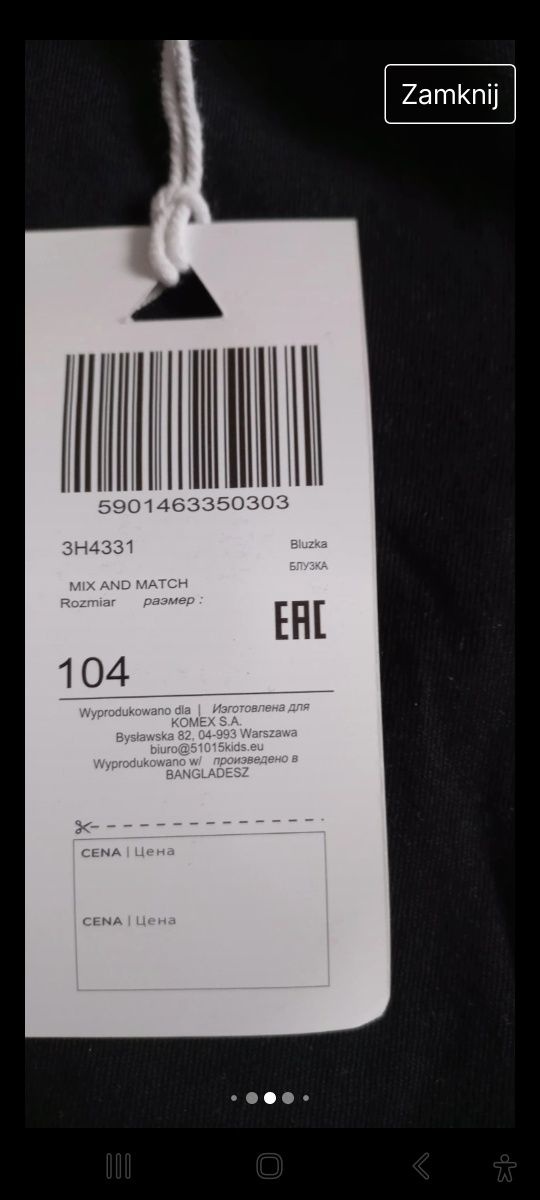 Zamknij
5901463350303
3H4331 Bluzka
БЛУЗКА
MIX AND MATCH
Rozmiar размер :
EAC
104
Wyprodukowano dla | Изготовлена для
KOMEX S.A.
Bysławska 82, 04-993 Warszawa
biuro@51015kids.eu
Wyprodukowano w/ произведено в
BANGLADESZ
CENA | Цена
CENA | Цена